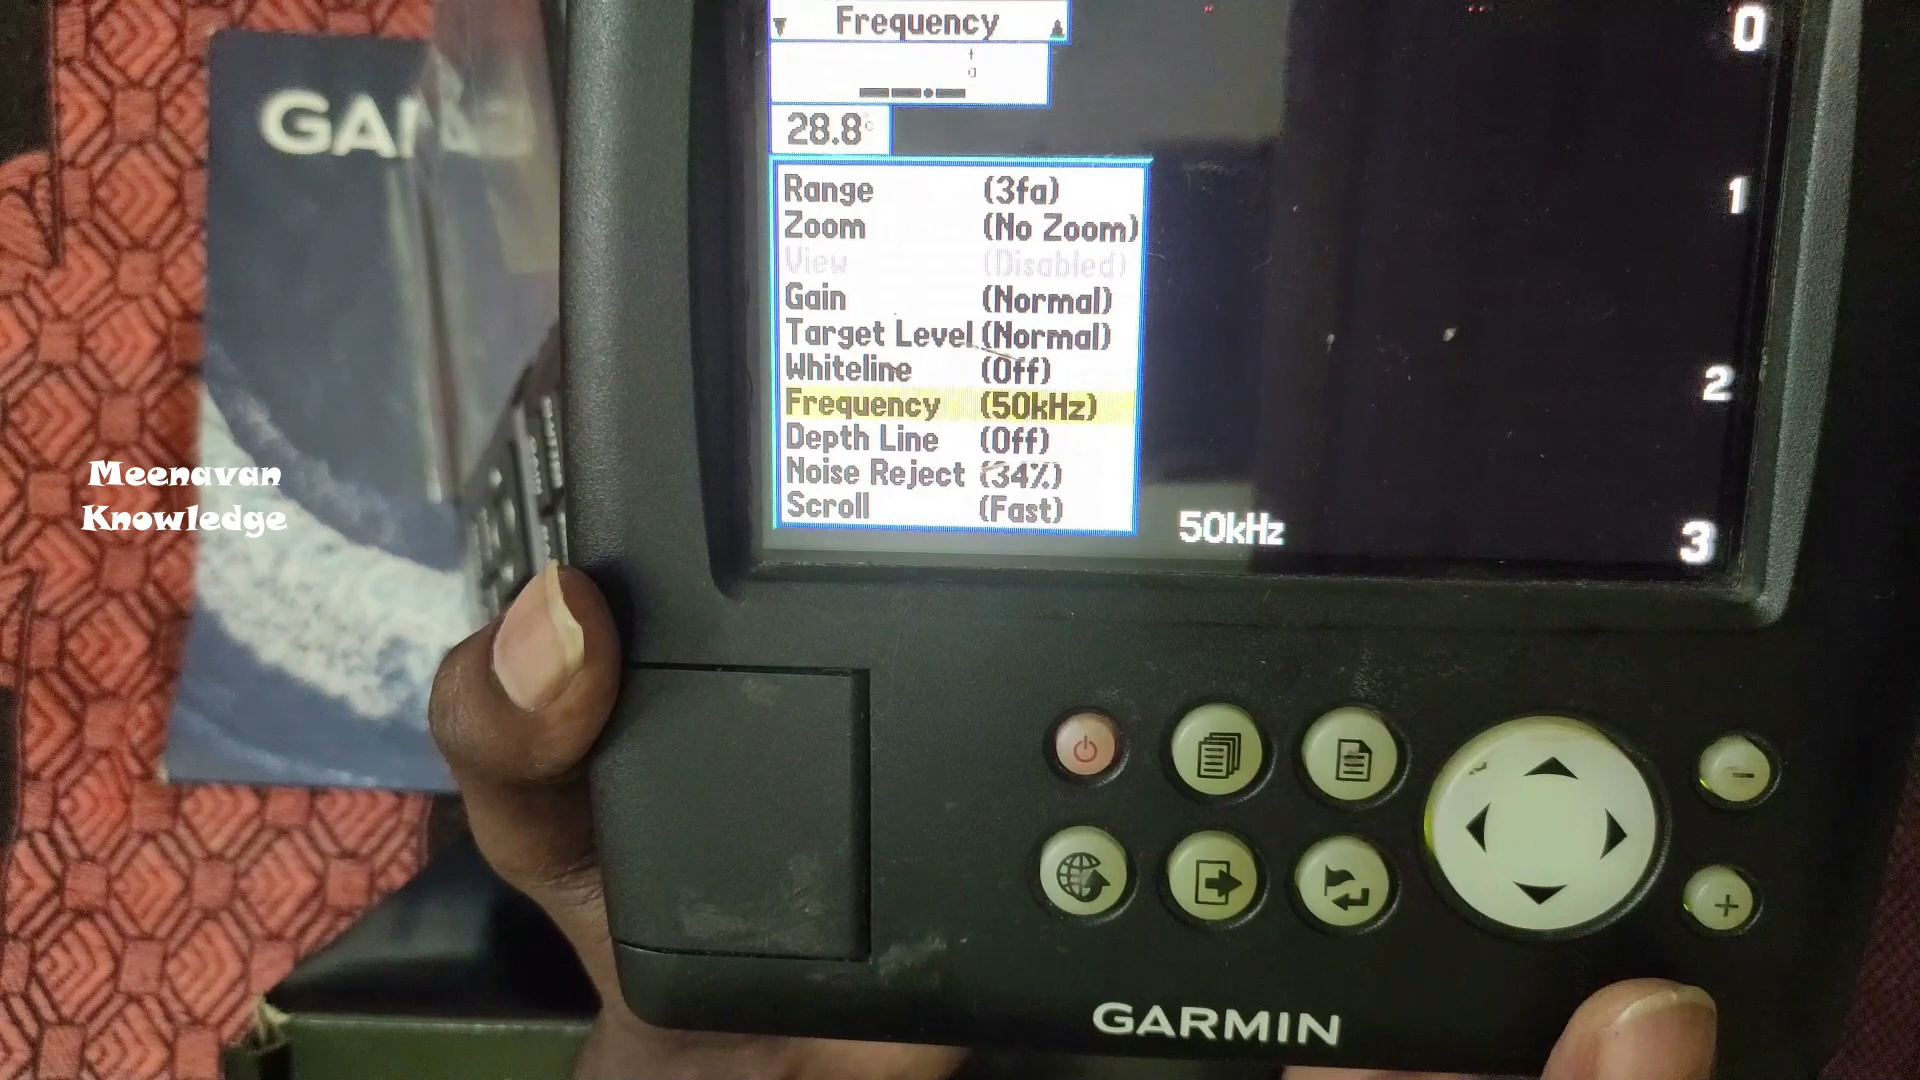 Frequency
0
GA
28.8°c
Range (3fa)
Zoom (No Zoom)
1
View (Disabled)
Gain (Normal)
Target Level (Normal)
Whiteline (Off)
2
Frequency (50kHz)
Depth Line (Off)
Noise Reject (34%)
Scroll (Fast)
50kHz
3
Meenavan
Knowledge
GARMIN